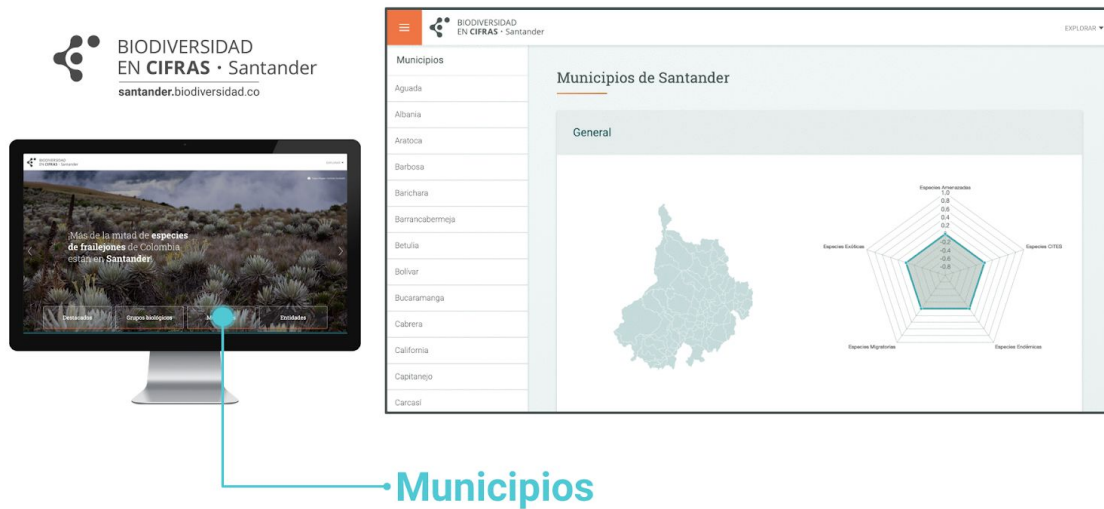 BIODIVERSIDAD
EN CIFRAS · Santander
santander.biodiversidad.co
BIODIVERSIDAD
EN CIFRAS · Santander
¡Más de la mitad de especies
de frailejones de Colombia
están en Santander!
Destacados
Grupos biológicos
Entidades
BIODIVERSIDAD
EN CIFRAS · Santander
EXPLORAR
Municipios
Aguada
Albania
Aratoca
Barbosa
Barichara
Barrancabermeja
Betulia
Bolívar
Bucaramanga
Cabrera
California
Capitanejo
Carcasí
Municipios de Santander
General
Especies Amenazadas
1,0
0.8
0.6
0.4
0.2
-0.2
-0.4
-0.6
-0.8
Especies Exóticas
Especies CITES
Especies Migratorias
Especies Endémicas
Municipios